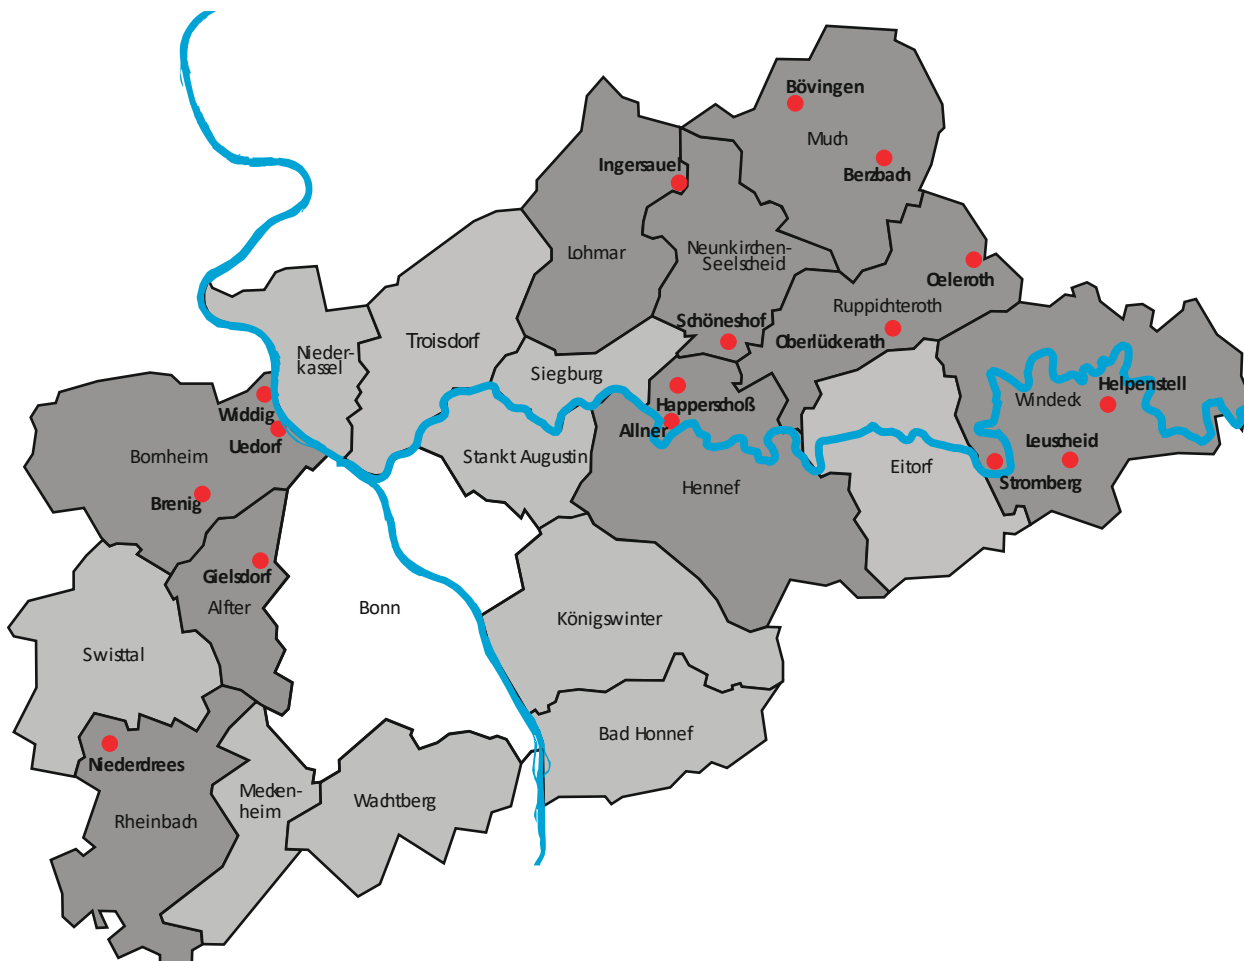 Bövingen
Much
Berzbach
Ingersauel
Lohmar
Neunkirchen-
Seelscheid
Oeleroth
Ruppichteroth
Schöneshof
Oberlückerath
Troisdorf
Nieder-
kassel
Siegburg
Helpenstell
Windeck
Happerschoß
Allner
Widdig
Uedorf
Bornheim
Stankt Augustin
Leuscheid
Eitorf
Stromberg
Hennef
Brenig
Gielsdorf
Alfter
Bonn
Königswinter
Swisttal
Bad Honnef
Niederdrees
Mecken-
heim
Wachtberg
Rheinbach